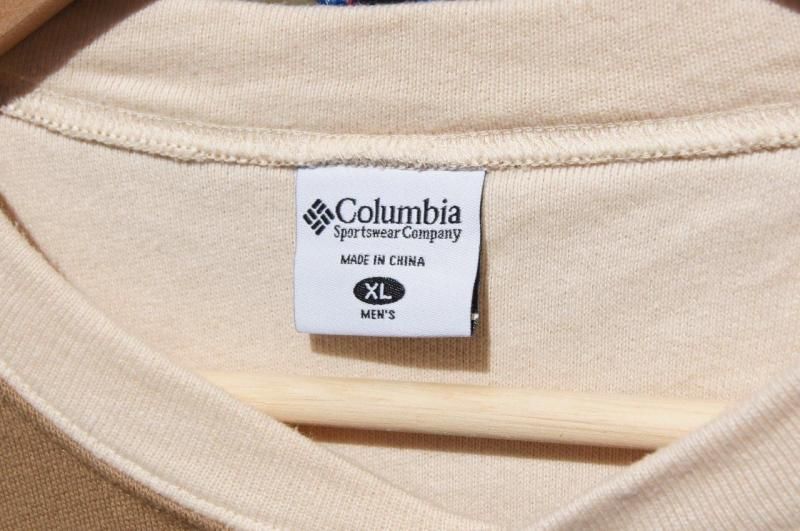 Columbia
Sportswear Company
MADE IN CHINA
XL
MEN'S